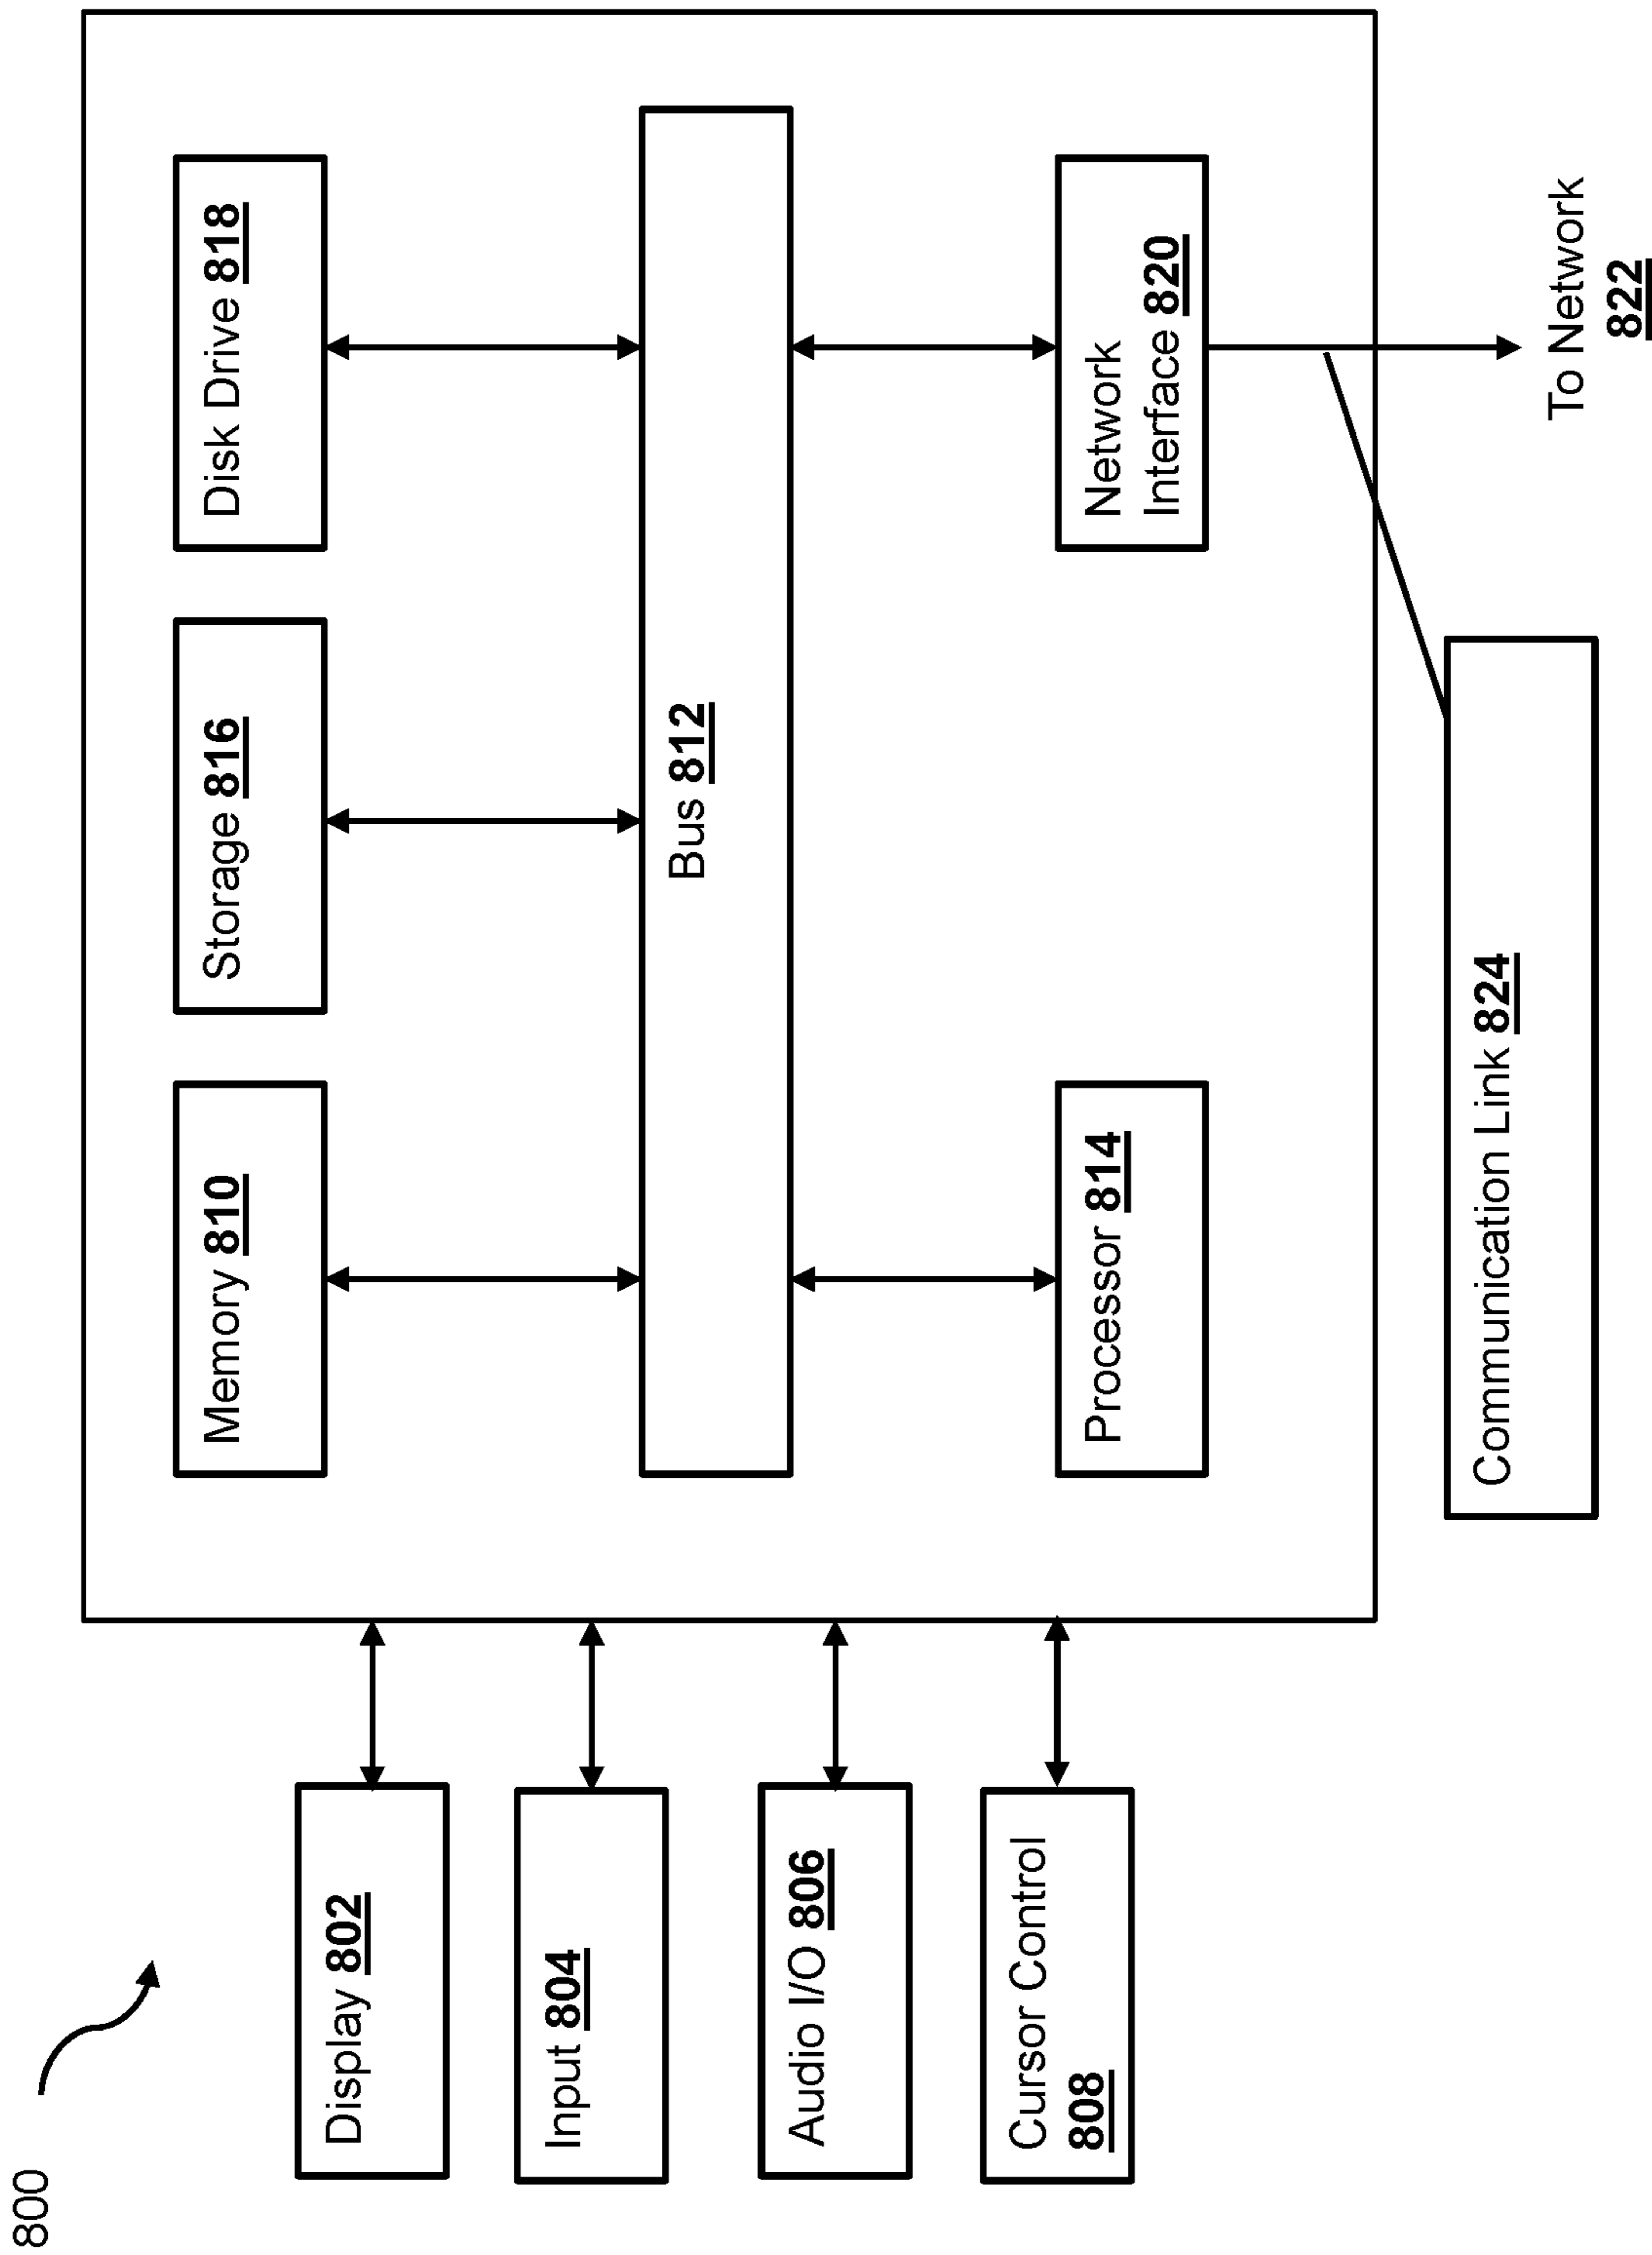 800
Display 802
Input 804
Audio I/O 806
Cursor Control
808
Memory 810
Storage 816
Disk Drive 818
Bus 812
Processor 814
Network
Interface 820
Communication Link 824
To Network
822